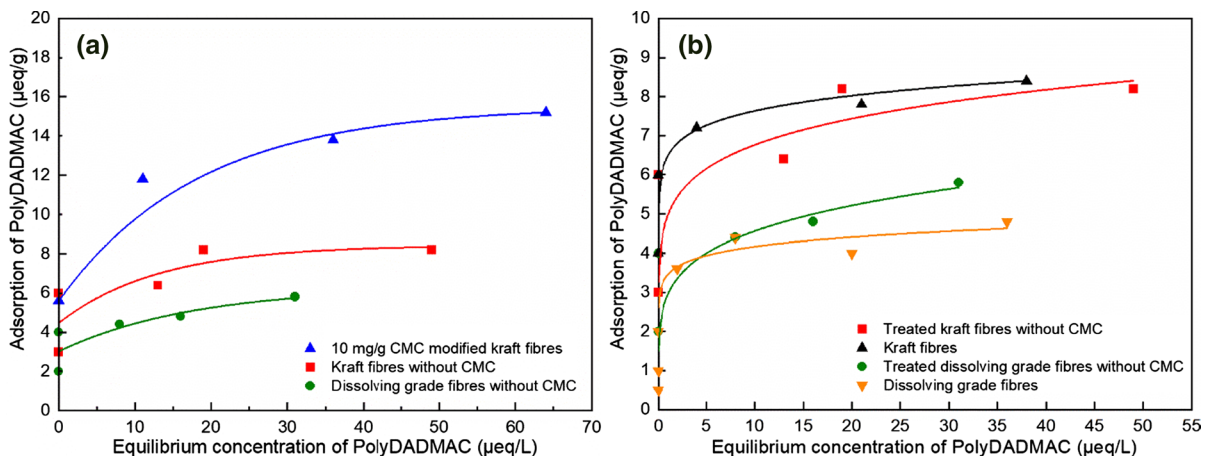 (a)
Adsorption of PolyDADMAC (µeq/g)
20
18
16
14
12
10
8
6
4
2
0
0 10 20 30 40 50 60 70
Equilibrium concentration of PolyDADMAC (µeq/L)
10 mg/g CMC modified kraft fibres
Kraft fibres without CMC
Dissolving grade fibres without CMC
(b)
Adsorption of PolyDADMAC (µeq/g)
10
9
8
7
6
5
4
3
2
1
0
0 5 10 15 20 25 30 35 40 45 50 55
Equilibrium concentration of PolyDADMAC (µeq/L)
Treated kraft fibres without CMC
Kraft fibres
Treated dissolving grade fibres without CMC
Dissolving grade fibres